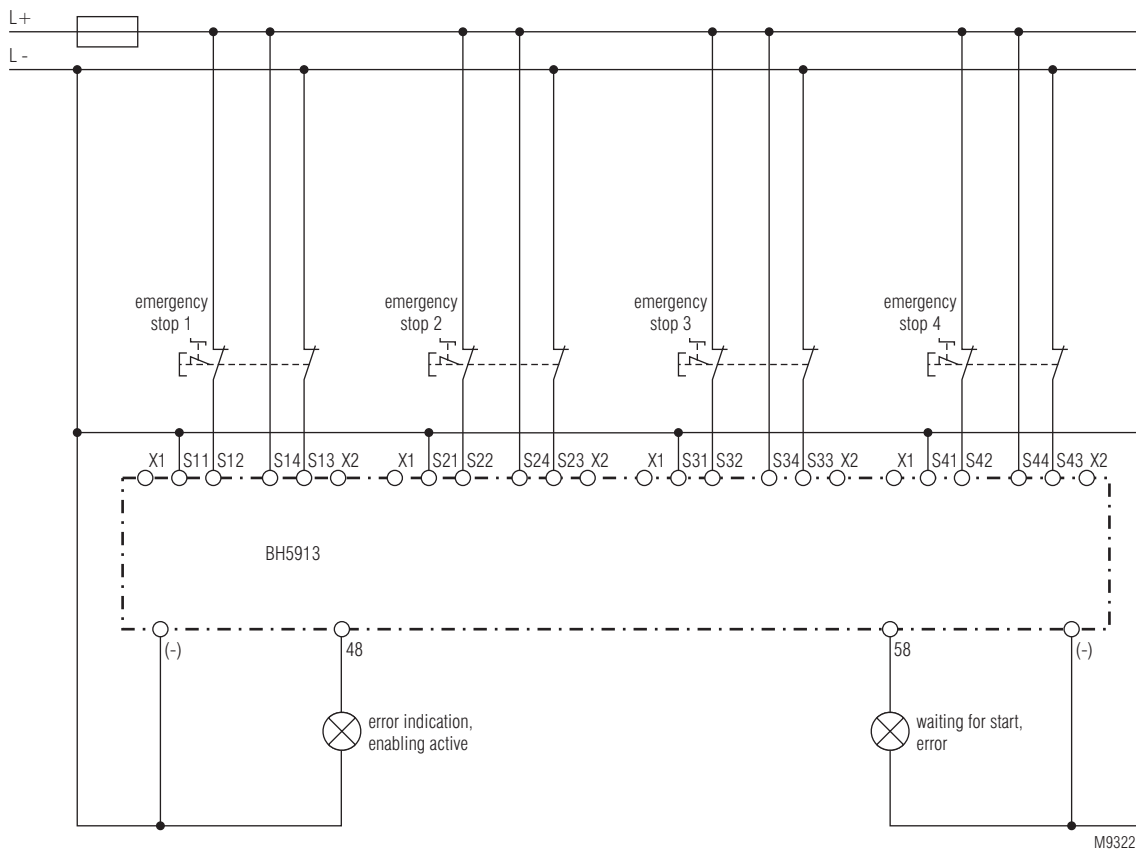 L+
L -
emergency
stop 1
emergency
stop 2
emergency
stop 3
emergency
stop 4
X1 S11 S12 S14 S13 X2 X1 S21 S22 S24 S23 X2 X1 S31 S32 S34 S33 X2 X1 S41 S42 S44 S43 X2
BH5913
(-) 48 58 (-)
error indication,
enabling active
waiting for start,
error
M9322